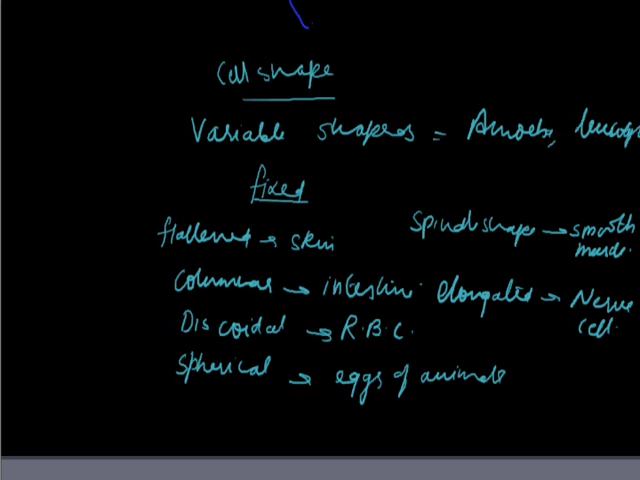 Cell shape
Variable shapes = Amoeba,
fixed
flattened → skin
Spindle shape → smooth muscle.
Columnar → intestine.
elongated → Nerve cell.
Discoidal → R.B.C.
Spherical → eggs of animals